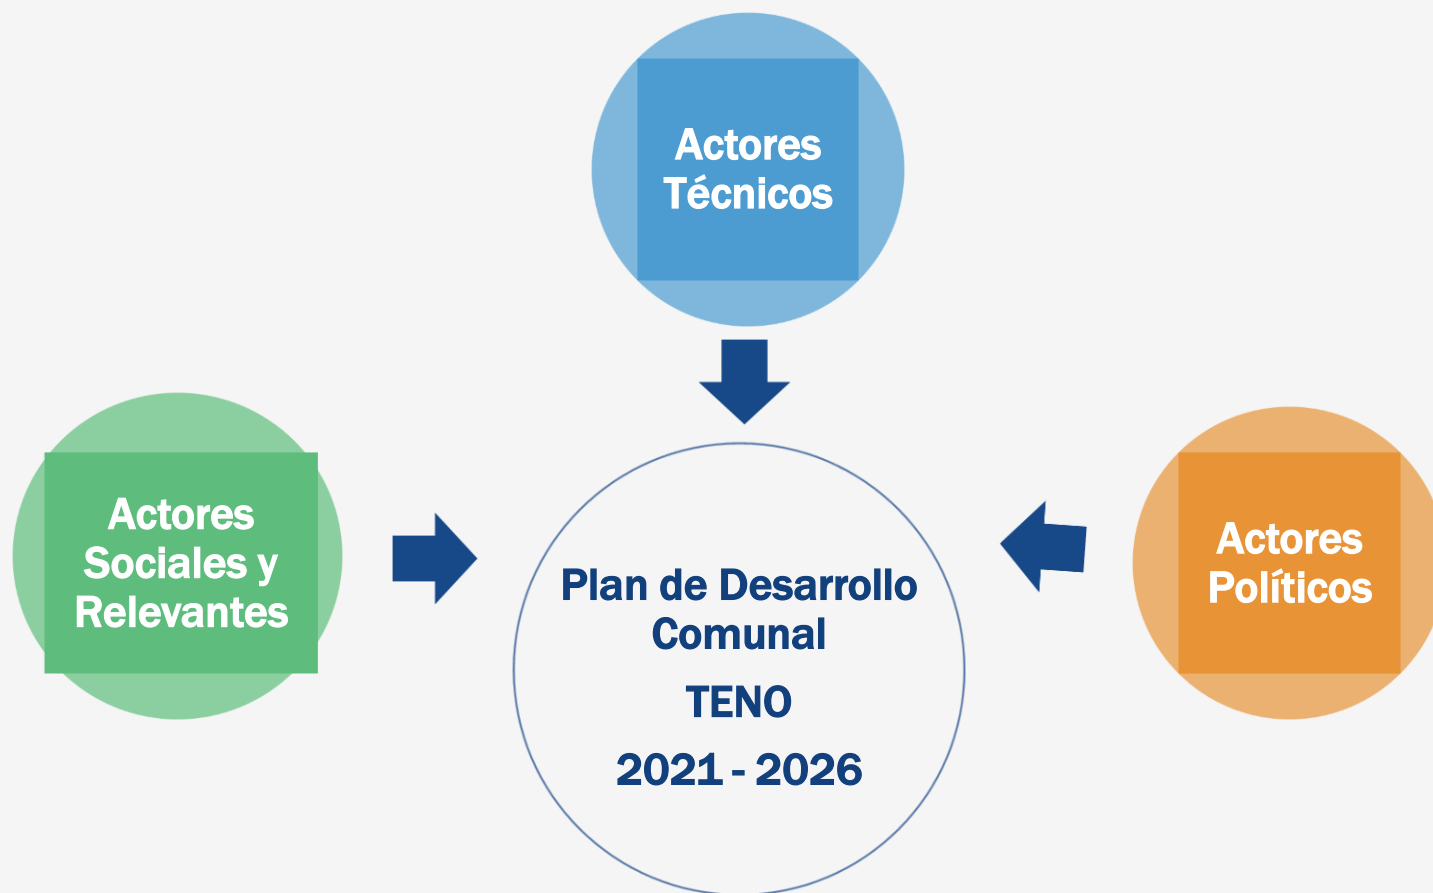 Actores
Técnicos
Actores
Sociales y
Relevantes
Actores
Políticos
Plan de Desarrollo
Comunal
TENO
2021 - 2026